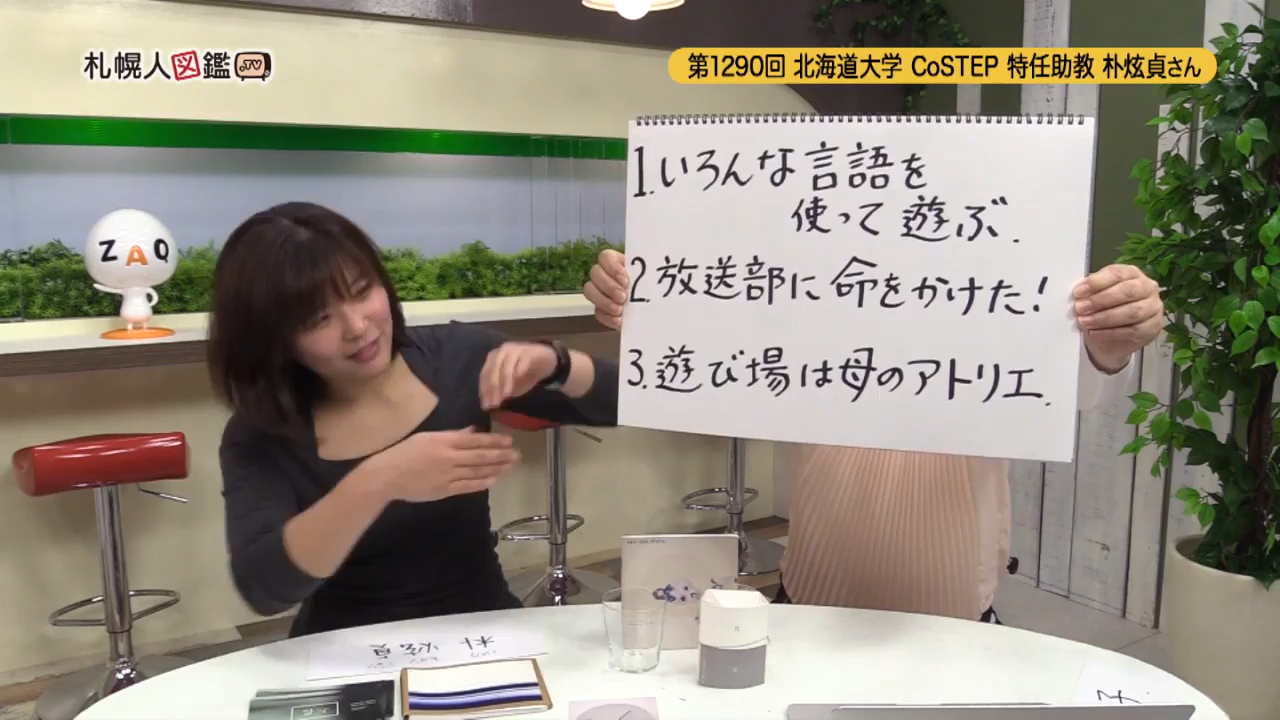 札幌人図鑑
第1290回 北海道大学 CoSTEP 特任助教 朴炫貞さん
1. いろんな言語を
使って遊ぶ.
2. 放送部に命をかけた!
3. 遊び場は母のアトリエ.
ZAQ
朴 炫貞